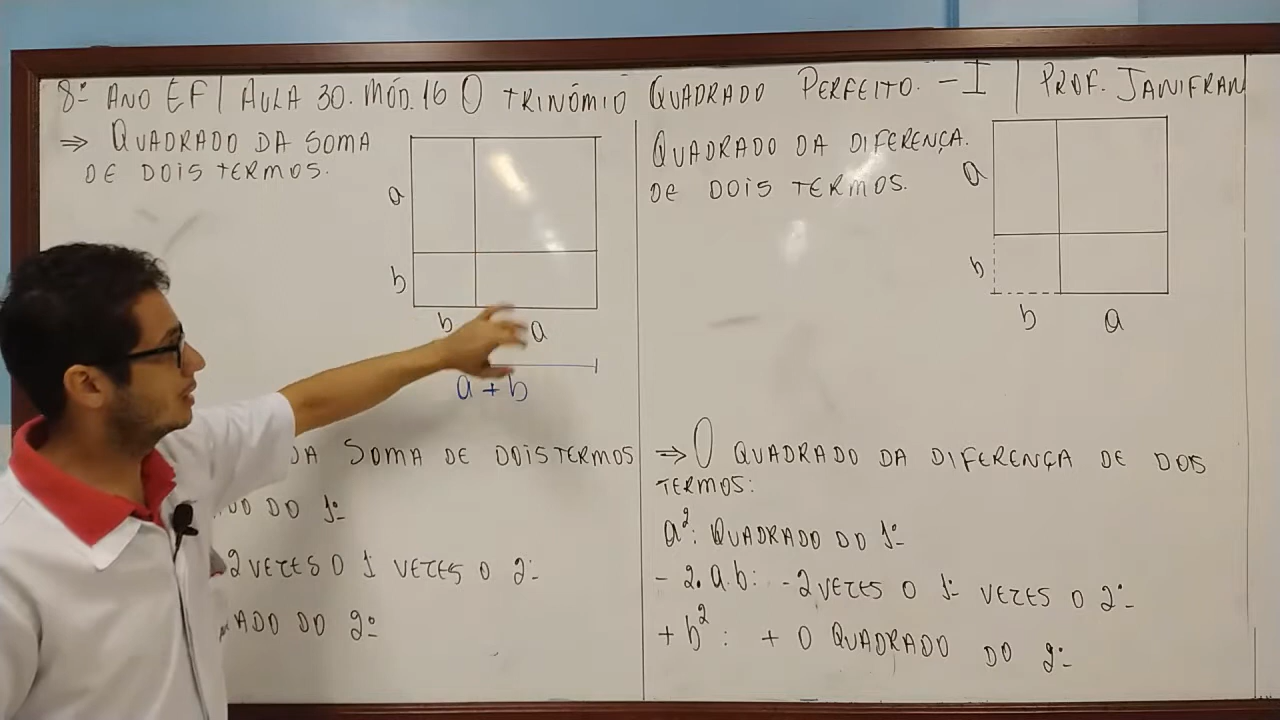 8º ANO EF | AULA 30. MÓD. 16 O TRINÔMIO QUADRADO PERFEITO. - I | PROF. JANIFRAN
⇒ QUADRADO DA SOMA
DE DOIS TERMOS.
a
b
b a
a + b
DA SOMA DE DOIS TERMOS
DO 1º
2 VEZES O 1º VEZES O 2º
DO 2º
QUADRADO DA DIFERENÇA.
DE DOIS TERMOS.
a
b
b a
⇒ O QUADRADO DA DIFERENÇA DE DOIS
TERMOS:
a²: QUADRADO DO 1º
- 2.a.b: - 2 VEZES O 1º VEZES O 2º
+ b²: + O QUADRADO DO 2º